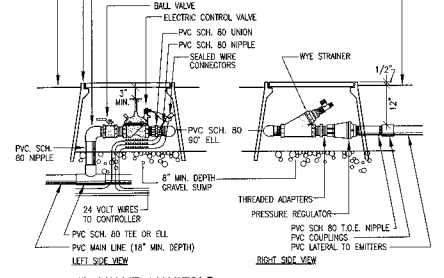 BALL VALVE
ELECTRIC CONTROL VALVE
PVC SCH. 80 UNION
PVC SCH. 80 NIPPLE
SEALED WIRE
CONNECTORS
WYE STRAINER
1/2"
3"
MIN.
12"
PVC SCH. 80
90° ELL
PVC. SCH.
80 NIPPLE
8" MIN. DEPTH
GRAVEL SUMP
THREADED ADAPTERS
PRESSURE REGULATOR
24 VOLT WIRES
TO CONTROLLER
PVC SCH. 80 TEE OR ELL
PVC MAIN LINE (18" MIN. DEPTH)
PVC SCH 80 T.O.E. NIPPLE
PVC COUPLINGS
PVC LATERAL TO EMITTERS
LEFT SIDE VIEW
RIGHT SIDE VIEW